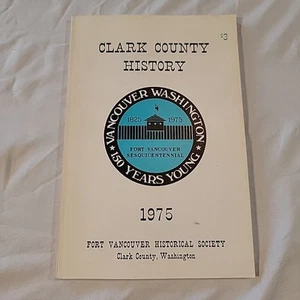 $3
CLARK COUNTY
HISTORY
VANCOUVER WASHINGTON
1825 1975
FORT VANCOUVER
SESQUICENTENNIAL
150 YEARS YOUNG
1975
FORT VANCOUVER HISTORICAL SOCIETY
Clark County, Washington